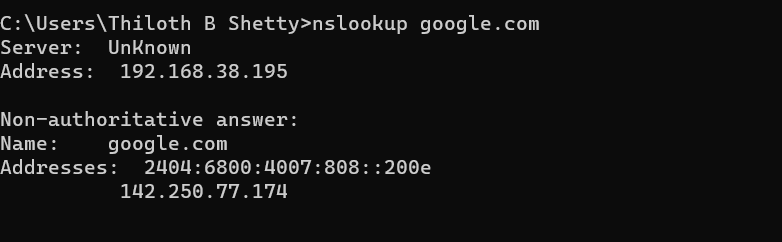 C:\Users\Thiloth B Shetty>nslookup google.com
Server:  UnKnown
Address:  192.168.38.195

Non-authoritative answer:
Name:    google.com
Addresses:  2404:6800:4007:808::200e
          142.250.77.174